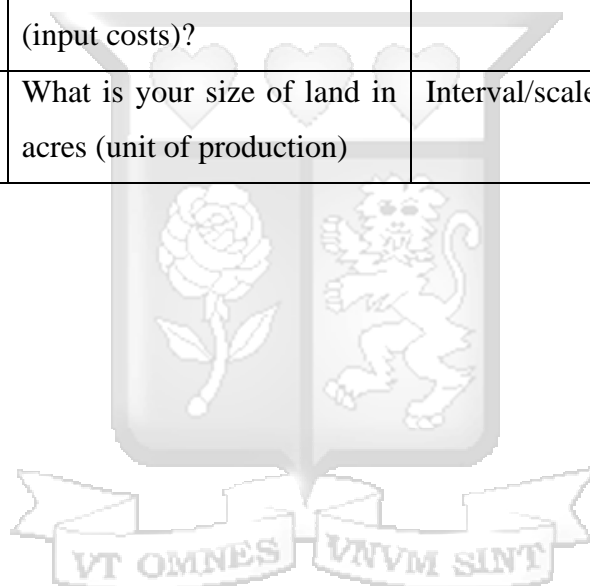 (input costs)?
What is your size of land in Interval/scale
acres (unit of production)
VT OMNES VNVM SINT